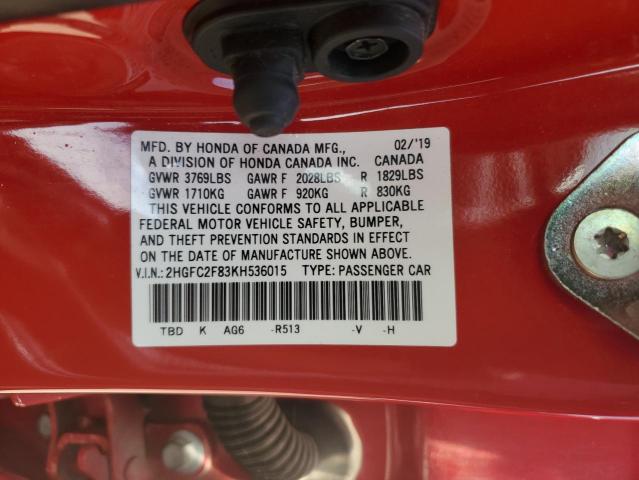 MFD. BY HONDA OF CANADA MFG., 02/'19
A DIVISION OF HONDA CANADA INC. CANADA
GVWR 3769LBS GAWR F 2028LBS R 1829LBS
GVWR 1710KG GAWR F 920KG R 830KG
THIS VEHICLE CONFORMS TO ALL APPLICABLE
FEDERAL MOTOR VEHICLE SAFETY, BUMPER,
AND THEFT PREVENTION STANDARDS IN EFFECT
ON THE DATE OF MANUFACTURE SHOWN ABOVE.
V.I.N.: 2HGFC2F83KH536015 TYPE: PASSENGER CAR
TBD K AG6 -R513 -V -H